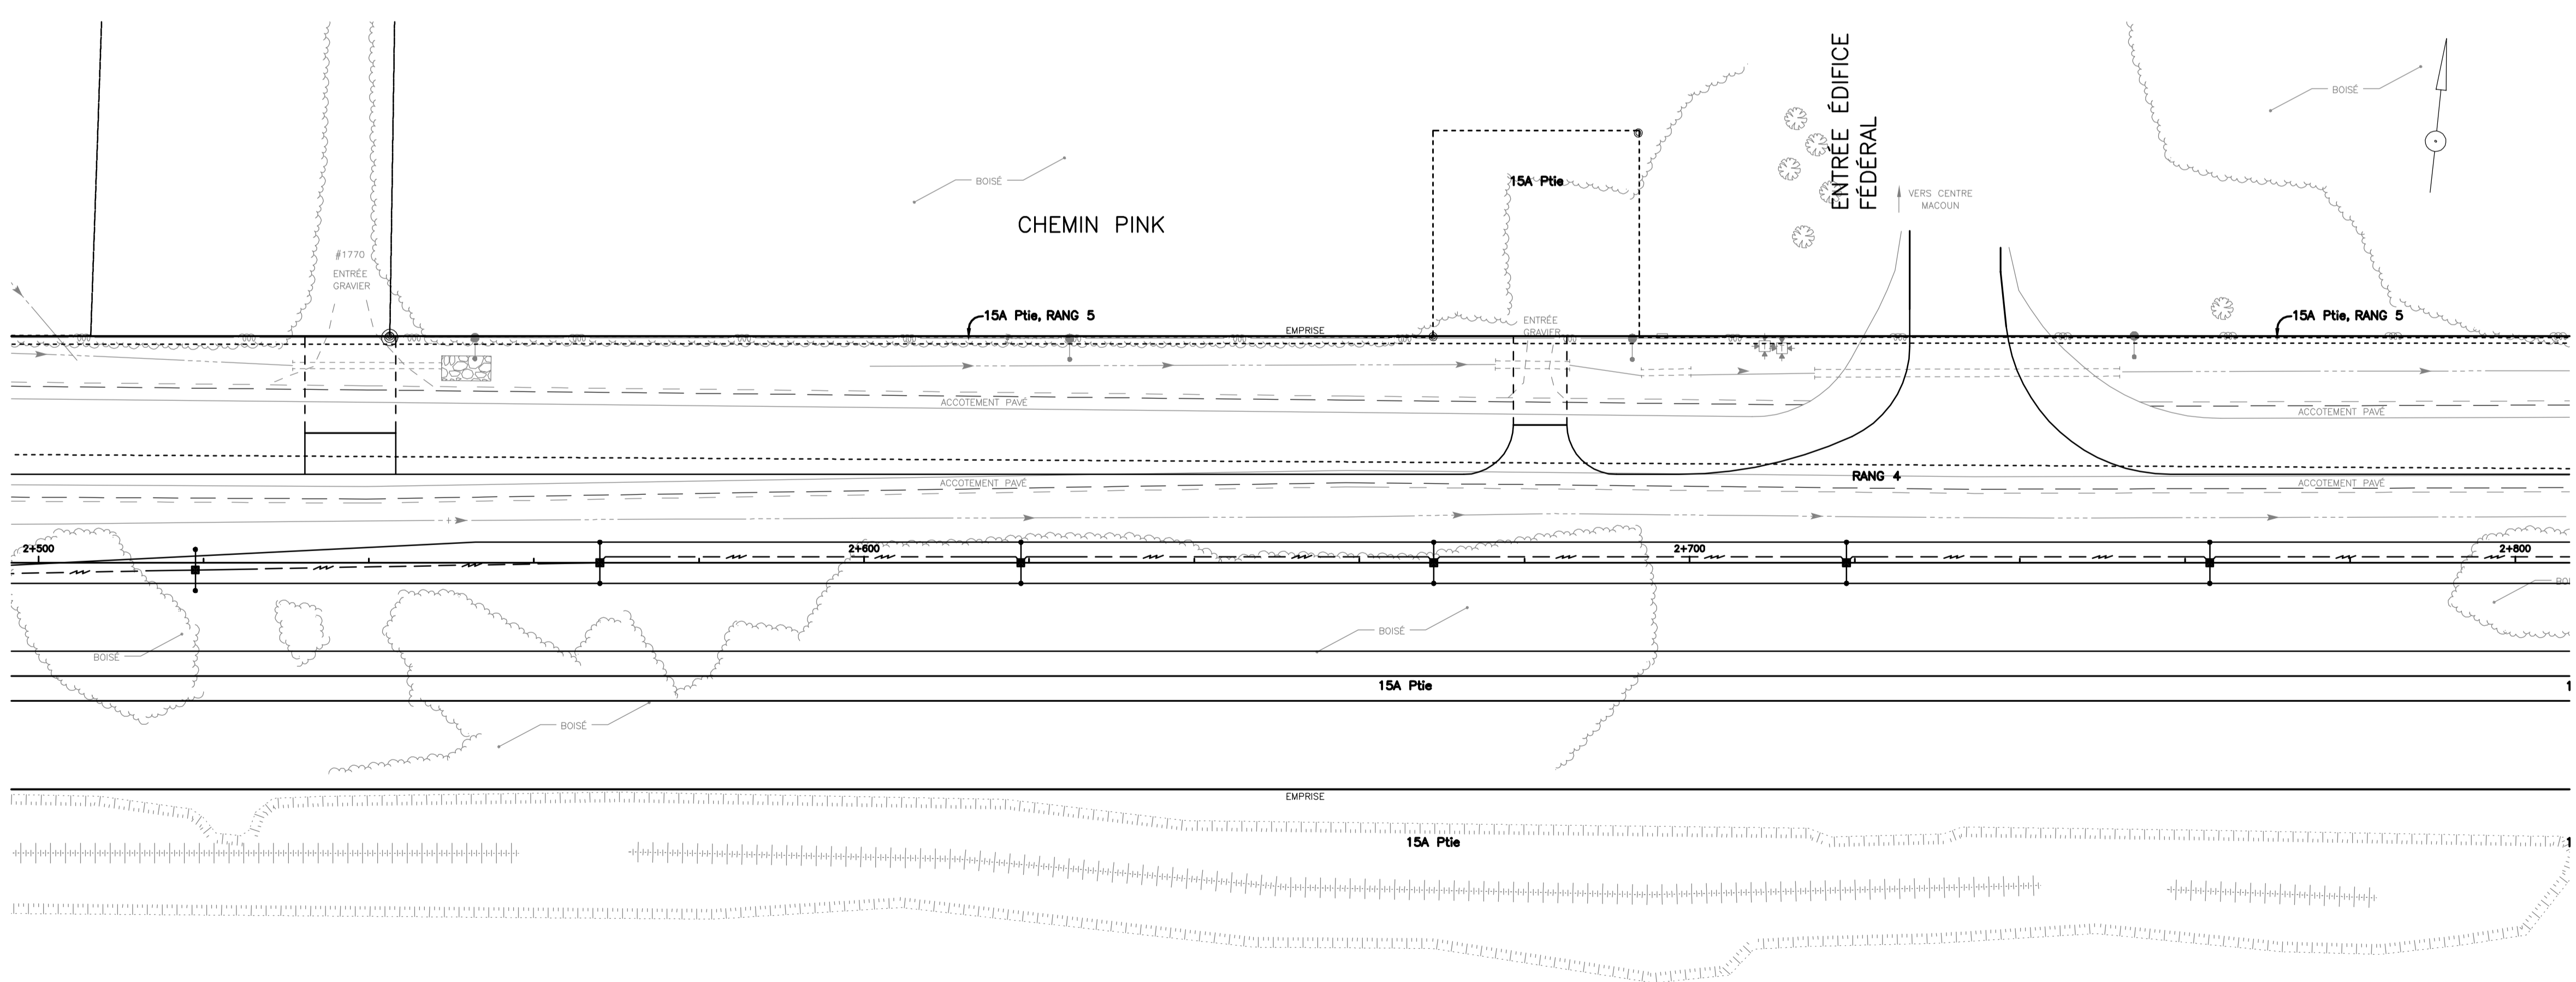 ENTRÉE ÉDIFICE
FÉDÉRAL
BOISÉ
BOISÉ
15A Ptie
VERS CENTRE
MACOUN
CHEMIN PINK
#1770
ENTRÉE
GRAVIER
15A Ptie, RANG 5
15A Ptie, RANG 5
ENTRÉE
GRAVIER
EMPRISE
ACCOTEMENT PAVÉ
ACCOTEMENT PAVÉ
RANG 4
ACCOTEMENT PAVÉ
ACCOTEMENT PAVÉ
2+500
2+600
2+700
2+800
BOISÉ
BOISÉ
15A Ptie
BOISÉ
EMPRISE
15A Ptie